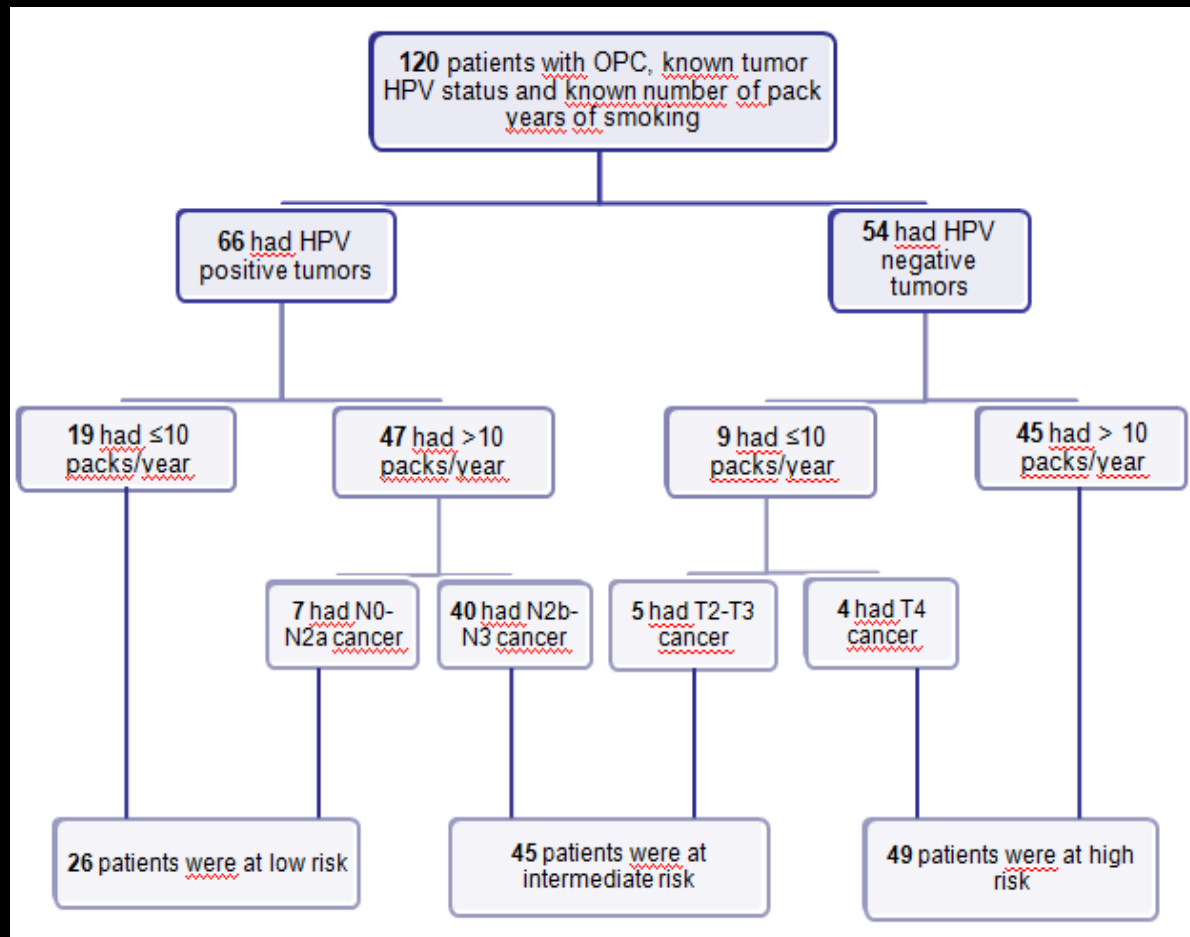 120 patients with OPC, known tumor
HPV status and known number of pack
years of smoking
66 had HPV
positive tumors
54 had HPV
negative
tumors
19 had ≤10
packs/year
47 had >10
packs/year
9 had ≤10
packs/year
45 had > 10
packs/year
7 had N0-
N2a cancer
40 had N2b-
N3 cancer
5 had T2-T3
cancer
4 had T4
cancer
26 patients were at low risk
45 patients were at
intermediate risk
49 patients were at high
risk